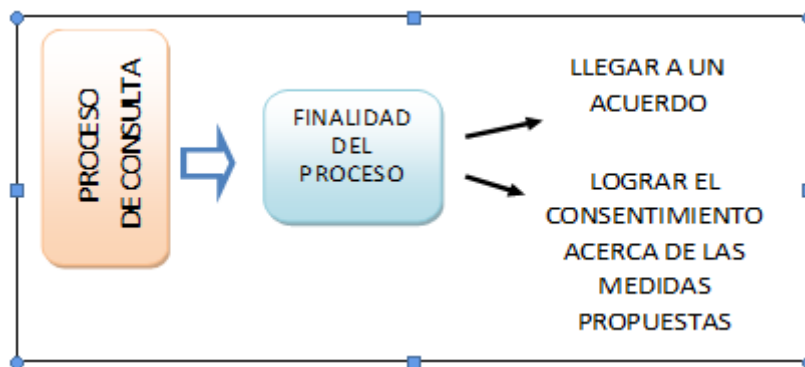 PROCESO
DE CONSULTA
FINALIDAD
DEL
PROCESO
LLEGAR A UN
ACUERDO
LOGRAR EL
CONSENTIMIENTO
ACERCA DE LAS
MEDIDAS
PROPUESTAS